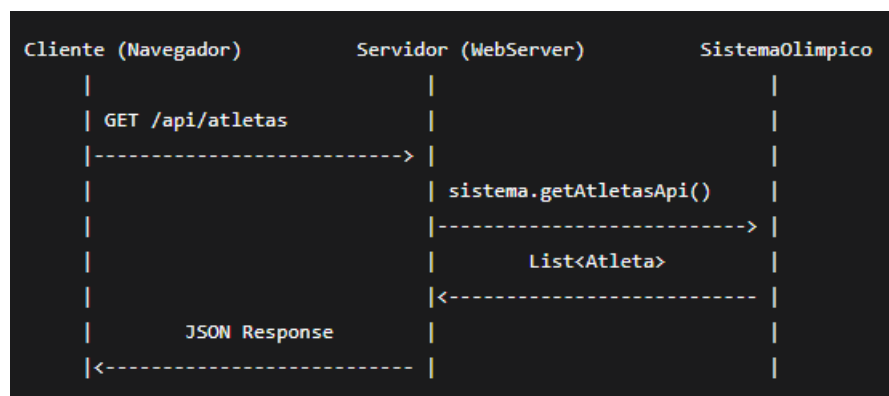 Cliente (Navegador) Servidor (WebServer) SistemaOlimpico
GET /api/atletas
sistema.getAtletasApi()
List<Atleta>
JSON Response